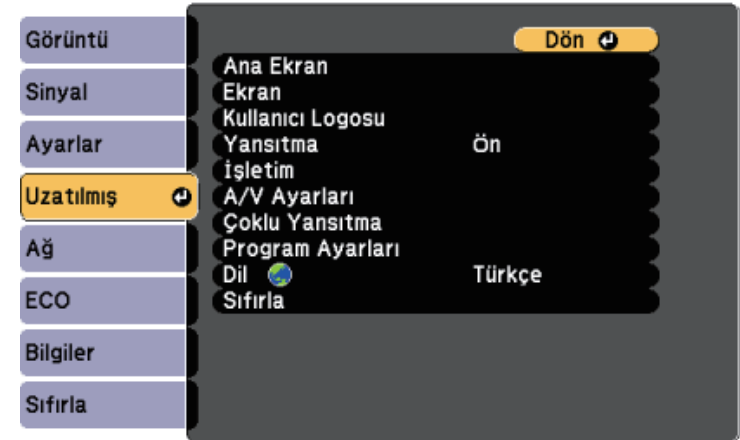 Görüntü
Sinyal
Ayarlar
Uzatılmış
Ağ
ECO
Bilgiler
Sıfırla
Dön
Ana Ekran
Ekran
Kullanıcı Logosu
Yansıtma Ön
İşletim
A/V Ayarları
Çoklu Yansıtma
Program Ayarları
Dil Türkçe
Sıfırla